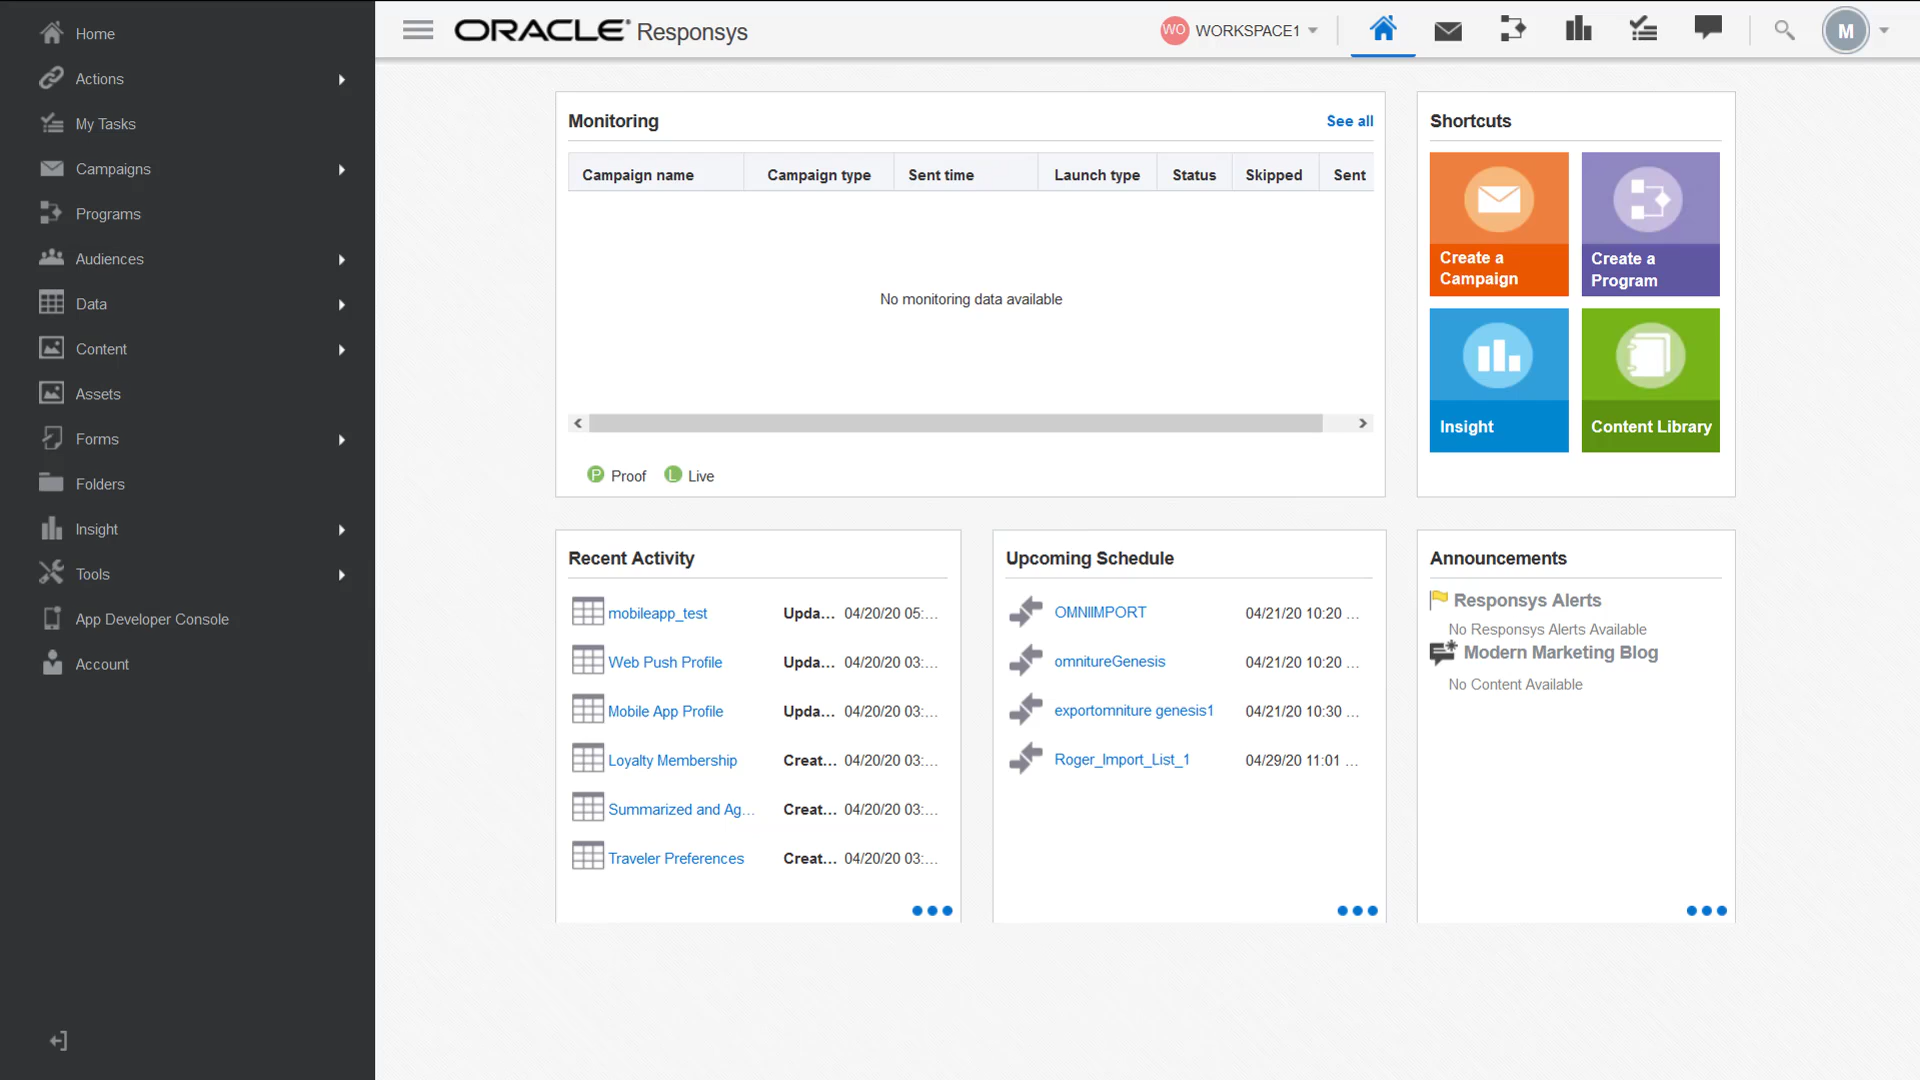 Home
Actions
My Tasks
Campaigns
Programs
Audiences
Data
Content
Assets
Forms
Folders
Insight
Tools
App Developer Console
Account
ORACLE® Responsys
WO WORKSPACE1
M
Monitoring
See all
Campaign name Campaign type Sent time Launch type Status Skipped Sent
No monitoring data available
P Proof L Live
Shortcuts
Create a
Campaign
Create a
Program
Insight
Content Library
Recent Activity
mobileapp_test Upda... 04/20/20 05:...
Web Push Profile Upda... 04/20/20 03:...
Mobile App Profile Upda... 04/20/20 03:...
Loyalty Membership Creat... 04/20/20 03:...
Summarized and Ag... Creat... 04/20/20 03:...
Traveler Preferences Creat... 04/20/20 03:...
Upcoming Schedule
OMNIIMPORT 04/21/20 10:20 ...
omnitureGenesis 04/21/20 10:20 ...
exportomniture genesis1 04/21/20 10:30 ...
Roger_Import_List_1 04/29/20 11:01 ...
Announcements
Responsys Alerts
No Responsys Alerts Available
Modern Marketing Blog
No Content Available